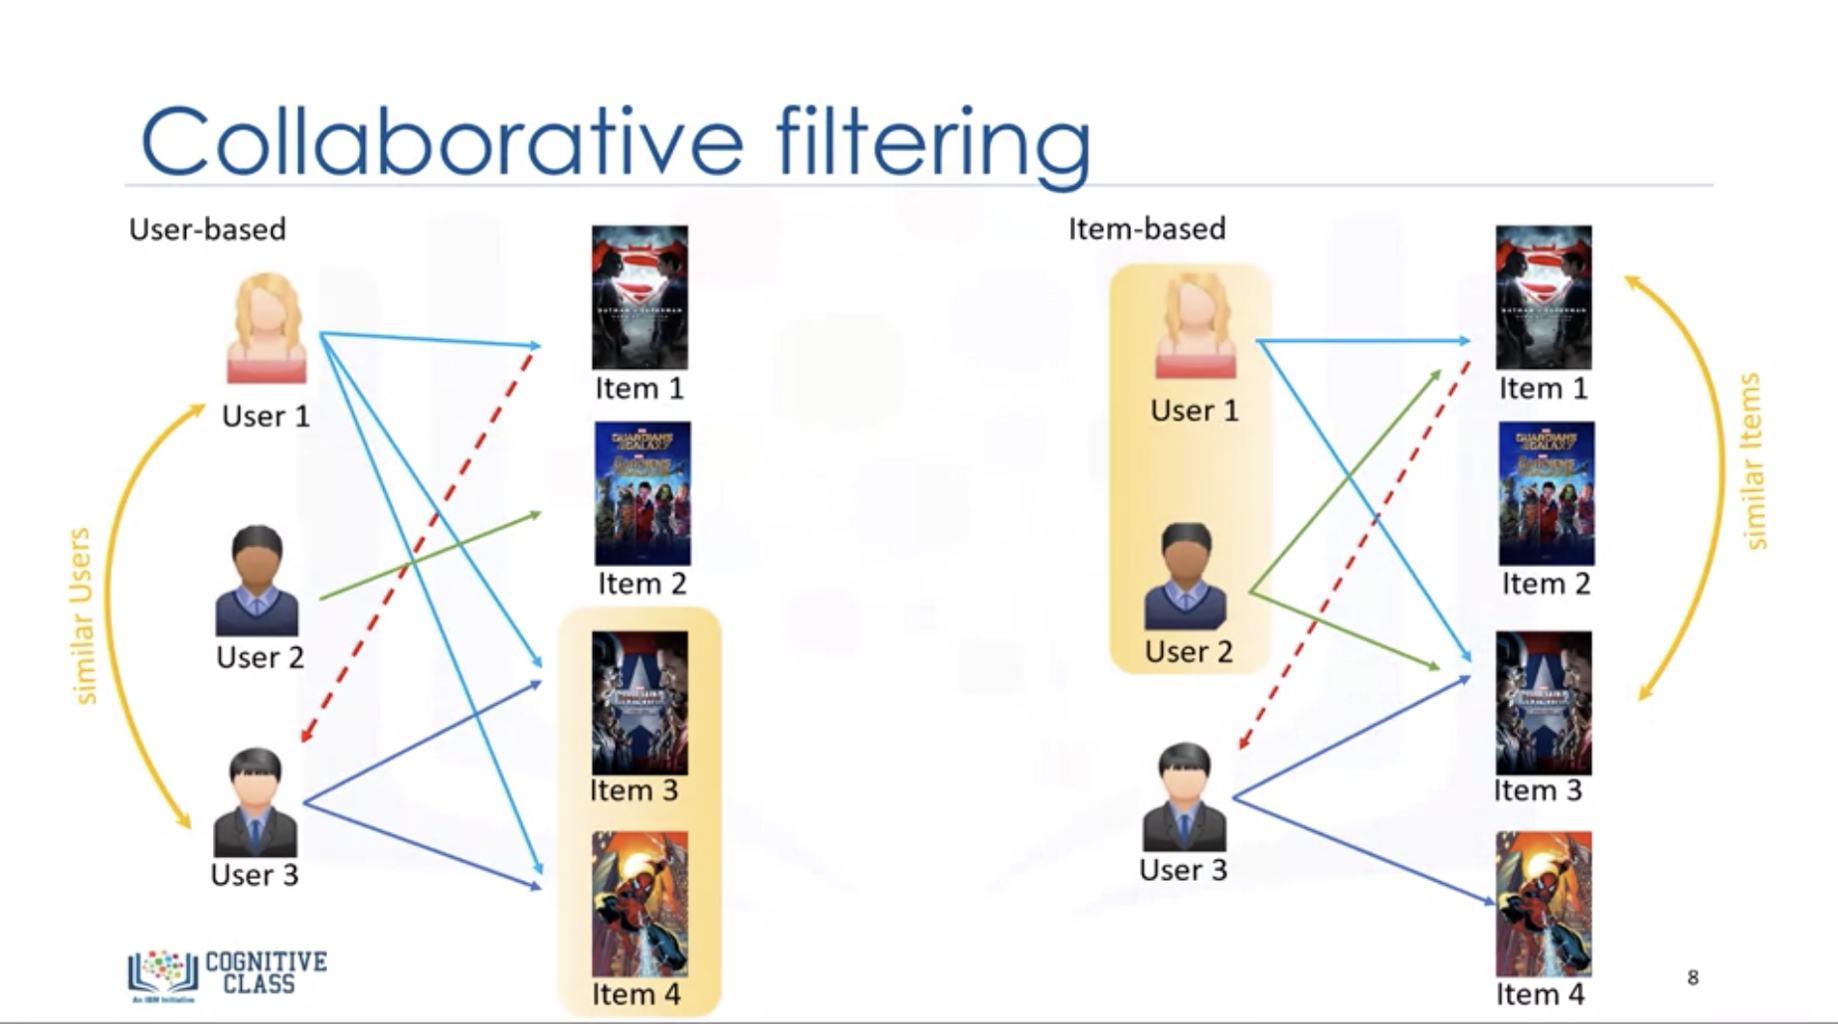 Collaborative filtering
User-based
User 1
User 2
User 3
similar Users
Item 1
Item 2
Item 3
Item 4
Item-based
User 1
User 2
User 3
Item 1
Item 2
Item 3
Item 4
similar Items
COGNITIVE
CLASS
An IBM Initiative
8